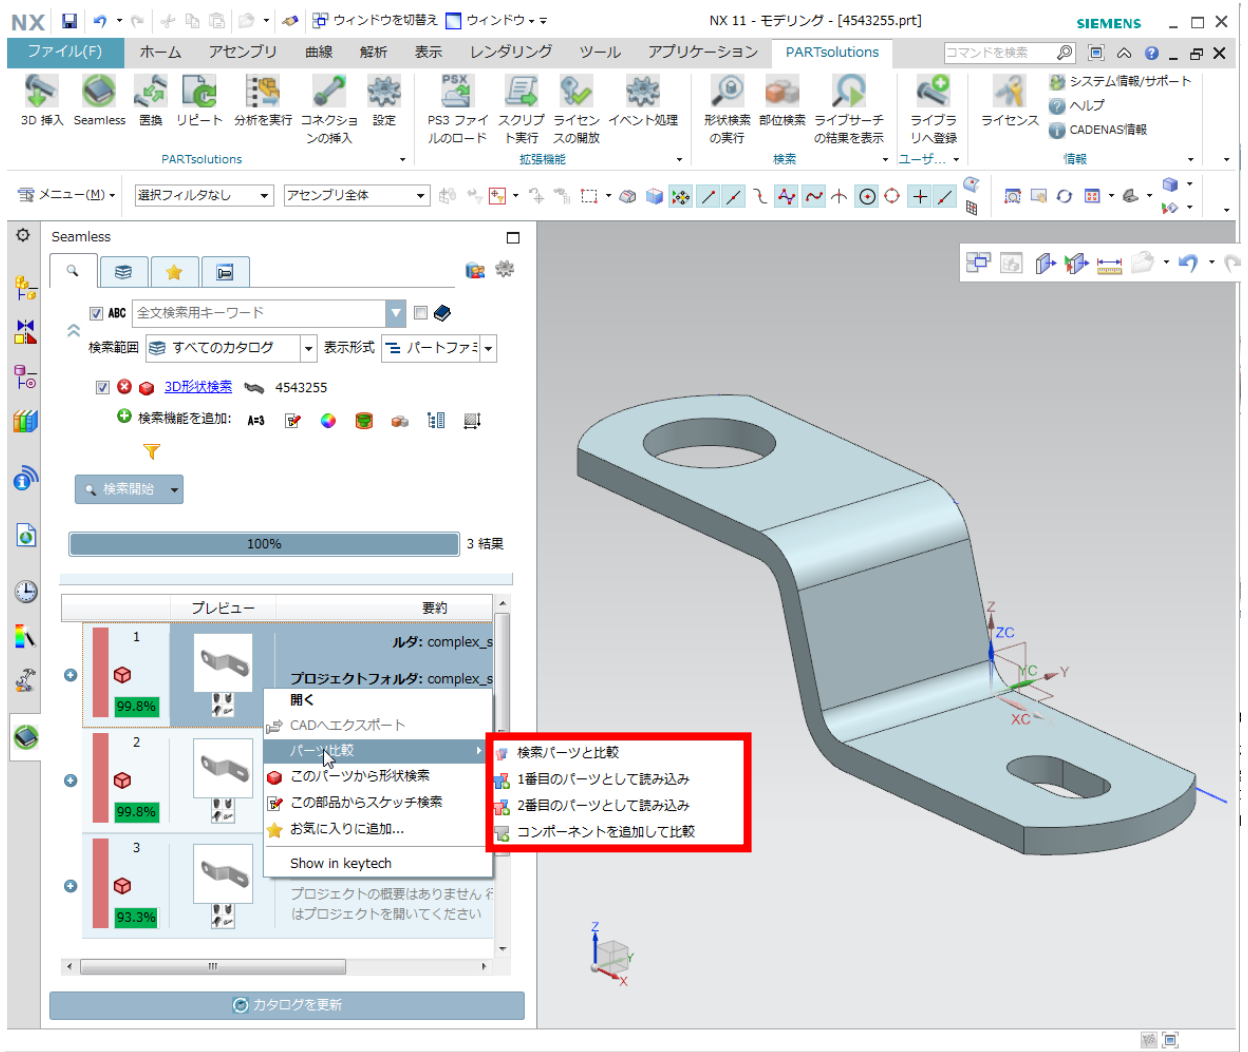 NX ウィンドウを切替え ウィンドウ NX 11 - モデリング - [4543255.prt] SIEMENS
ファイル(F) ホーム アセンブリ 曲線 解析 表示 レンダリング ツール アプリケーション PARTsolutions コマンドを検索
3D 挿入 Seamless 置換 リピート 分析を実行 コネクションの挿入 設定
PSX
PS3 ファイルのロード スクリプト実行 ライセンスの開放 イベント処理
形状検索の実行 部位検索 ライブサーチの結果を表示
ライブラリへ登録
ライセンス
システム情報/サポート
ヘルプ
CADENAS情報
PARTsolutions 拡張機能 検索 ユーザ... 情報
メニュー(M) 選択フィルタなし アセンブリ全体
Seamless
ABC 全文検索用キーワード
検索範囲 すべてのカタログ 表示形式 パートファミ
3D形状検索 4543255
検索機能を追加: A=3
検索開始
100% 3 結果
プレビュー 要約
1
ルダ: complex_s
プロジェクトフォルダ: complex_s
99.8%
2
99.8%
3
93.3%
開く
CADへエクスポート
パーツ比較
このパーツから形状検索
この部品からスケッチ検索
お気に入りに追加...
Show in keytech
検索パーツと比較
1番目のパーツとして読み込み
2番目のパーツとして読み込み
コンポーネントを追加して比較
プロジェクトの概要はありません 行
はプロジェクトを開いてください
カタログを更新
Z
ZC
YC
Y
XC
Z
Y
X